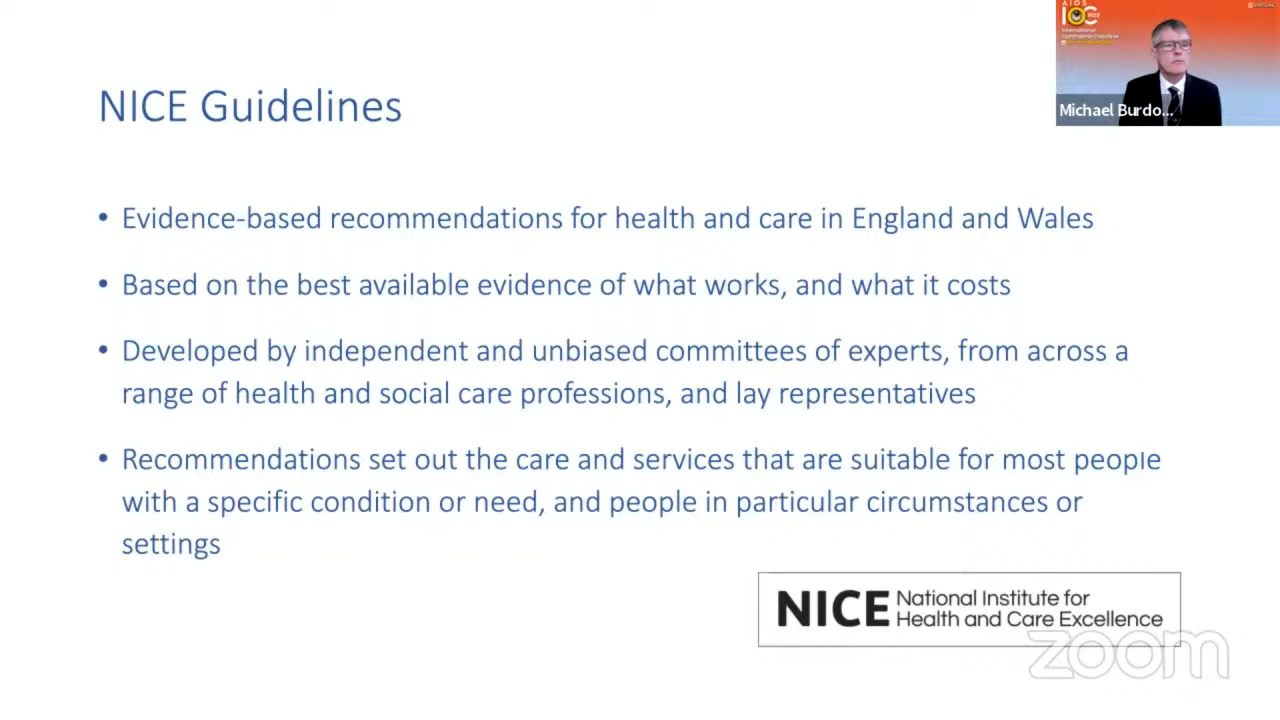 AIOS
IOC
Michael Burdo...
NICE Guidelines
• Evidence-based recommendations for health and care in England and Wales
• Based on the best available evidence of what works, and what it costs
• Developed by independent and unbiased committees of experts, from across a
range of health and social care professions, and lay representatives
• Recommendations set out the care and services that are suitable for most people
with a specific condition or need, and people in particular circumstances or
settings
NICE National Institute for
Health and Care Excellence
zoom